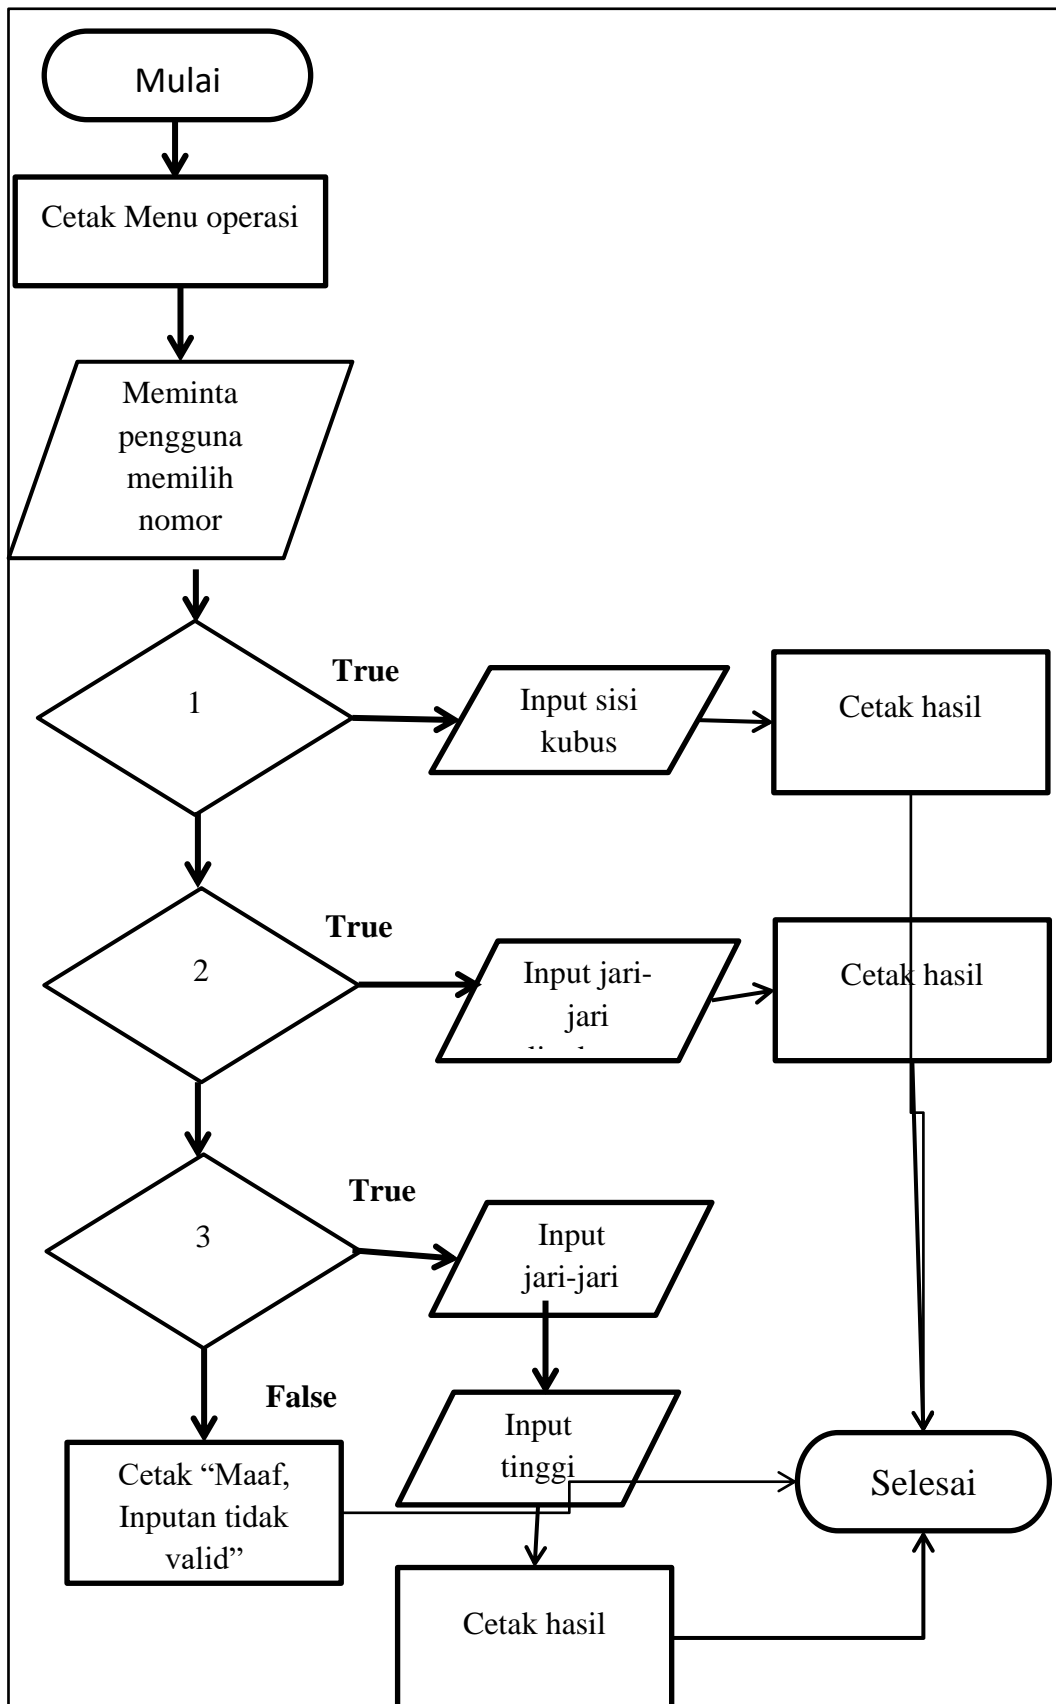 Mulai
Cetak Menu operasi
Meminta
pengguna
memilih
nomor
1
True
Input sisi
kubus
Cetak hasil
2
True
Input jari-
jari
Cetak hasil
3
True
Input
jari-jari
Input
tinggi
False
Cetak “Maaf,
Inputan tidak
valid”
Cetak hasil
Selesai